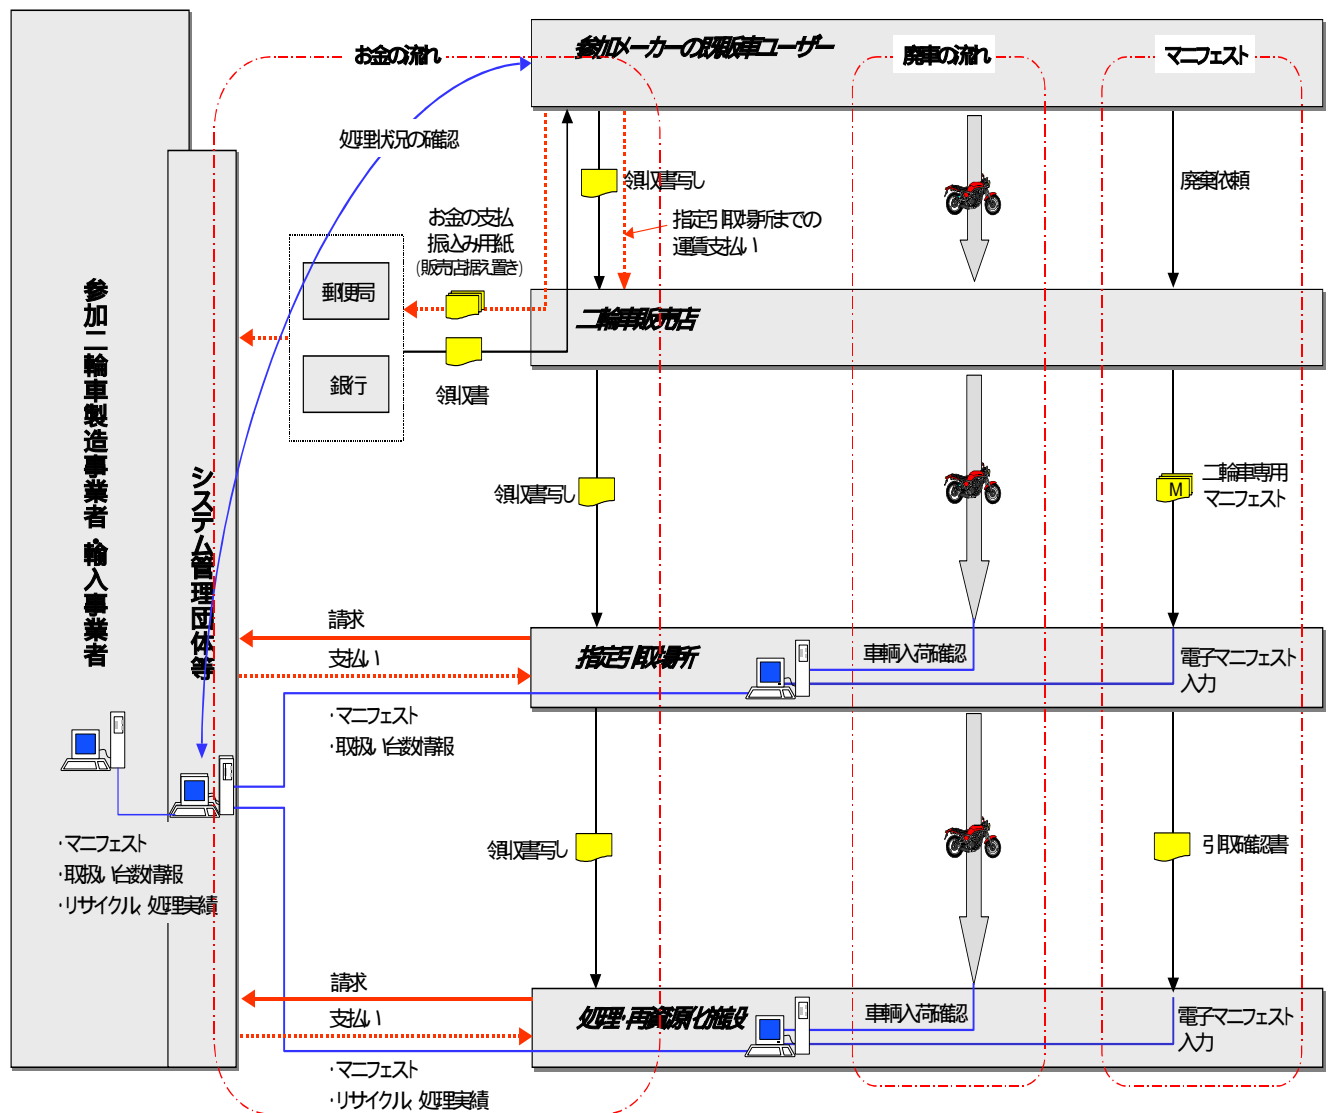 お金の流れ
参加メーカーの既販車ユーザー
廃車の流れ
マニフェスト
処理状況の確認
領収書写し
廃棄依頼
お金の支払
振込み用紙
(販売店据え置き)
指定引取場所までの
運賃支払い
郵便局
二輪車販売店
銀行
領収書
参加二輪車製造事業者・輸入事業者
システム管理団体等
領収書写し
M
二輪車専用
マニフェスト
請求
支払い
指定引取場所
車輌入荷確認
電子マニフェスト
入力
・マニフェスト
・取扱い台数情報
・マニフェスト
・取扱い台数情報
・リサイクル、処理実績
領収書写し
引取確認書
請求
支払い
処理・再資源化施設
車輌入荷確認
電子マニフェスト
入力
・マニフェスト
・リサイクル、処理実績